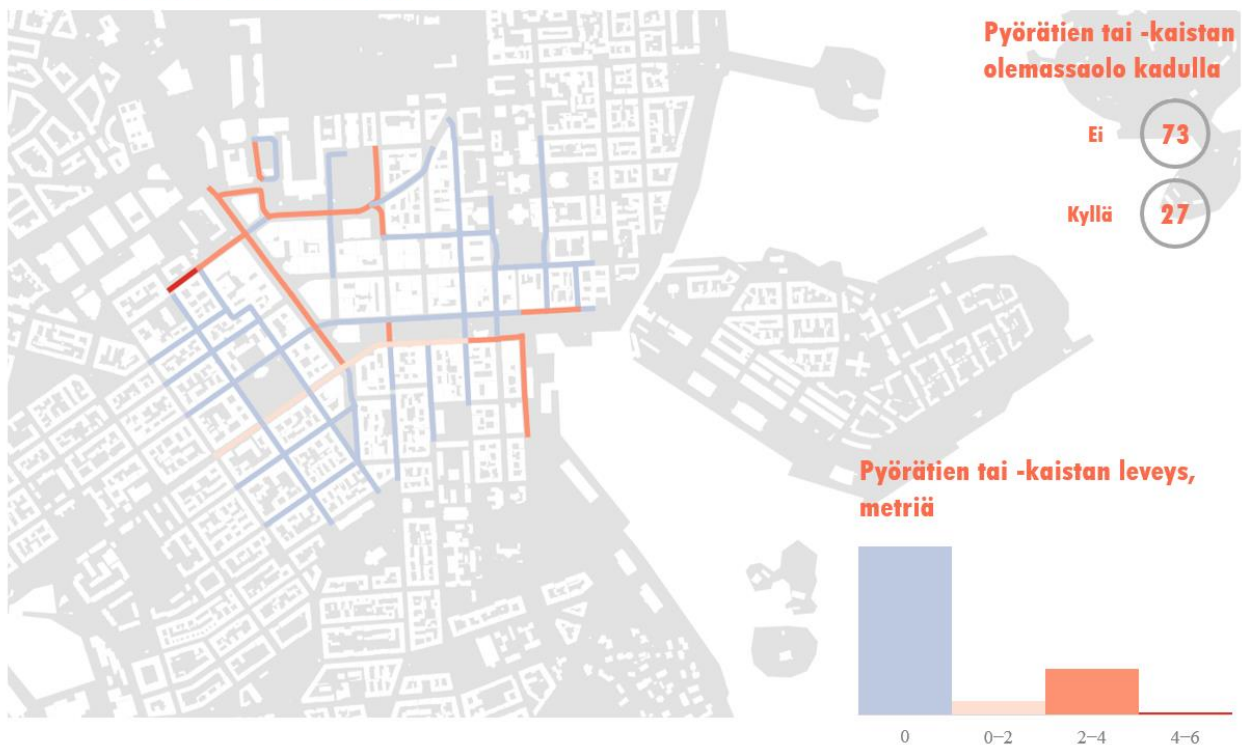 Pyörätien tai -kaistan
olemassaolo kadulla
Ei 73
Kyllä 27
Pyörätien tai -kaistan leveys,
metriä
0 0–2 2–4 4–6